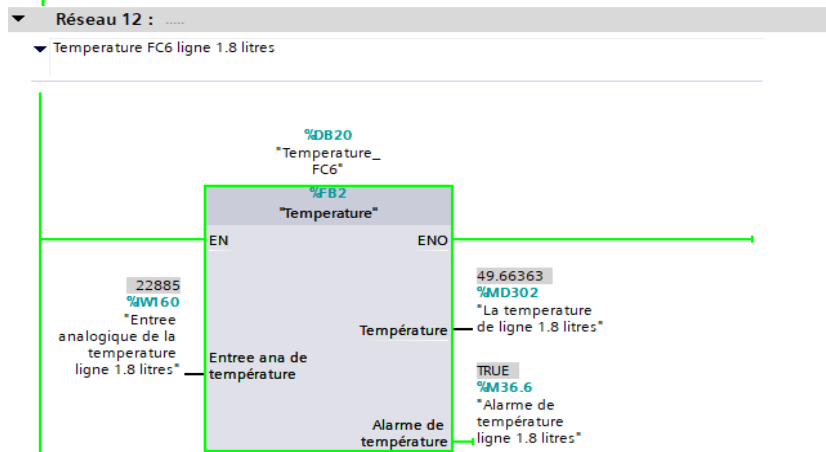 Réseau 12 : .....
Temperature FC6 ligne 1.8 litres
%DB20
"Temperature_
FC6"
%FB2
"Temperature"
EN
ENO
22885
%IW160
"Entree
analogique de la
temperature
ligne 1.8 litres"
Entree ana de
température
49.66363
%MD302
"La temperature
de ligne 1.8 litres"
Température
TRUE
%M36.6
"Alarme de
température
ligne 1.8 litres"
Alarme de
température